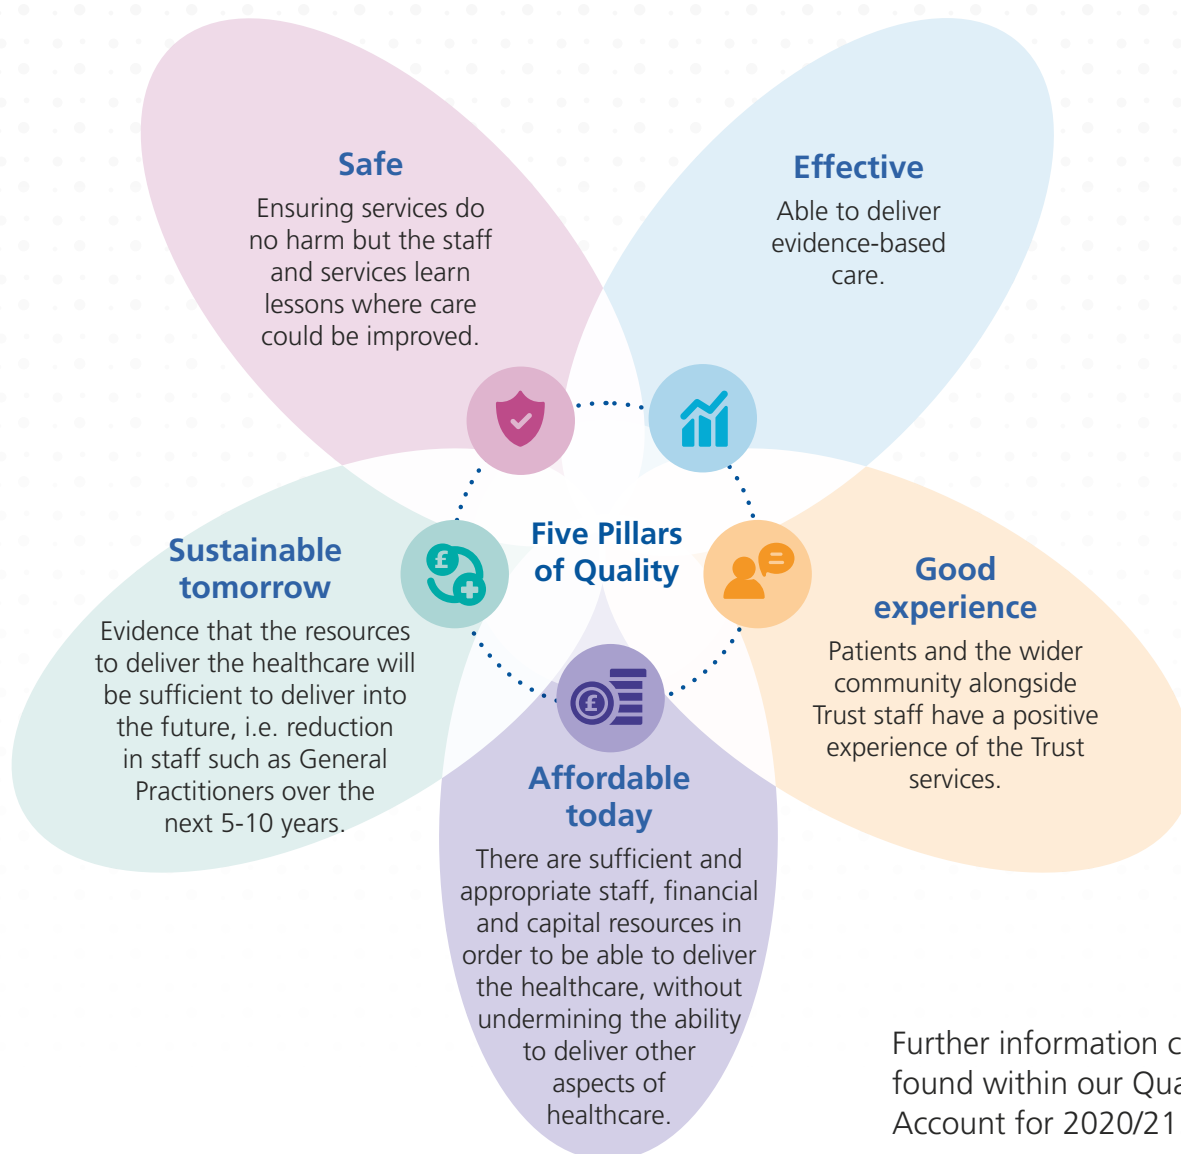 Safe
Ensuring services do
no harm but the staff
and services learn
lessons where care
could be improved.
Effective
Able to deliver
evidence-based
care.
Five Pillars
of Quality
Sustainable
tomorrow
Evidence that the resources
to deliver the healthcare will
be sufficient to deliver into
the future, i.e. reduction
in staff such as General
Practitioners over the
next 5-10 years.
Good
experience
Patients and the wider
community alongside
Trust staff have a positive
experience of the Trust
services.
£
£
Affordable
today
There are sufficient and
appropriate staff, financial
and capital resources in
order to be able to deliver
the healthcare, without
undermining the ability
to deliver other
aspects of
healthcare.
Further information
found within our
Account for 2020/21